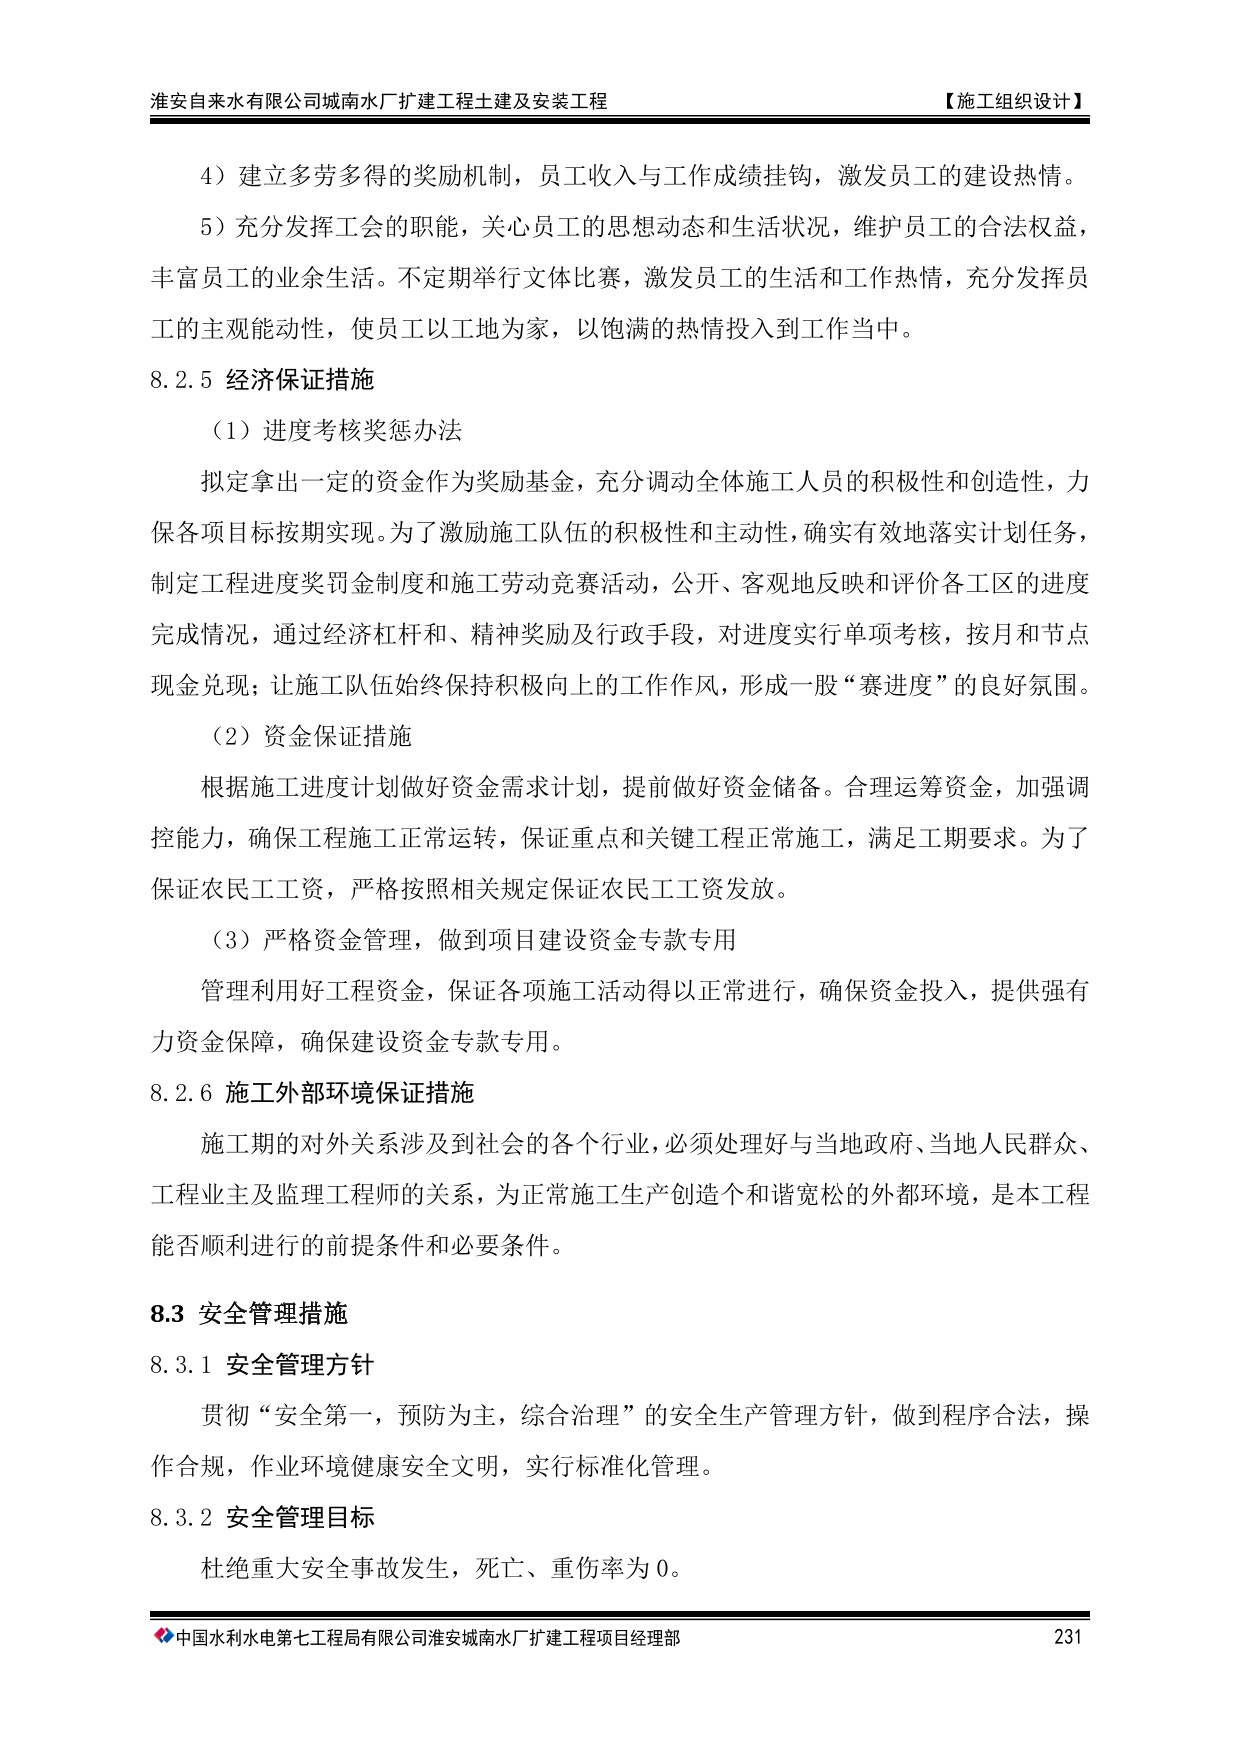 淮安自来水有限公司城南水厂扩建工程土建及安装工程 【施工组织设计】
4）建立多劳多得的奖励机制，员工收入与工作成绩挂钩，激发员工的建设热情。
5）充分发挥工会的职能，关心员工的思想动态和生活状况，维护员工的合法权益，
丰富员工的业余生活。不定期举行文体比赛，激发员工的生活和工作热情，充分发挥员
工的主观能动性，使员工以工地为家，以饱满的热情投入到工作当中。
8.2.5 经济保证措施
（1）进度考核奖惩办法
拟定拿出一定的资金作为奖励基金，充分调动全体施工人员的积极性和创造性，力
保各项目标按期实现。为了激励施工队伍的积极性和主动性，确实有效地落实计划任务，
制定工程进度奖罚金制度和施工劳动竞赛活动，公开、客观地反映和评价各工区的进度
完成情况，通过经济杠杆和、精神奖励及行政手段，对进度实行单项考核，按月和节点
现金兑现；让施工队伍始终保持积极向上的工作作风，形成一股“赛进度”的良好氛围。
（2）资金保证措施
根据施工进度计划做好资金需求计划，提前做好资金储备。合理运筹资金，加强调
控能力，确保工程施工正常运转，保证重点和关键工程正常施工，满足工期要求。为了
保证农民工工资，严格按照相关规定保证农民工工资发放。
（3）严格资金管理，做到项目建设资金专款专用
管理利用好工程资金，保证各项施工活动得以正常进行，确保资金投入，提供强有
力资金保障，确保建设资金专款专用。
8.2.6 施工外部环境保证措施
施工期的对外关系涉及到社会的各个行业，必须处理好与当地政府、当地人民群众、
工程业主及监理工程师的关系，为正常施工生产创造个和谐宽松的外都环境，是本工程
能否顺利进行的前提条件和必要条件。
8.3 安全管理措施
8.3.1 安全管理方针
贯彻“安全第一，预防为主，综合治理”的安全生产管理方针，做到程序合法，操
作合规，作业环境健康安全文明，实行标准化管理。
8.3.2 安全管理目标
杜绝重大安全事故发生，死亡、重伤率为 0。
中国水利水电第七工程局有限公司淮安城南水厂扩建工程项目经理部 231